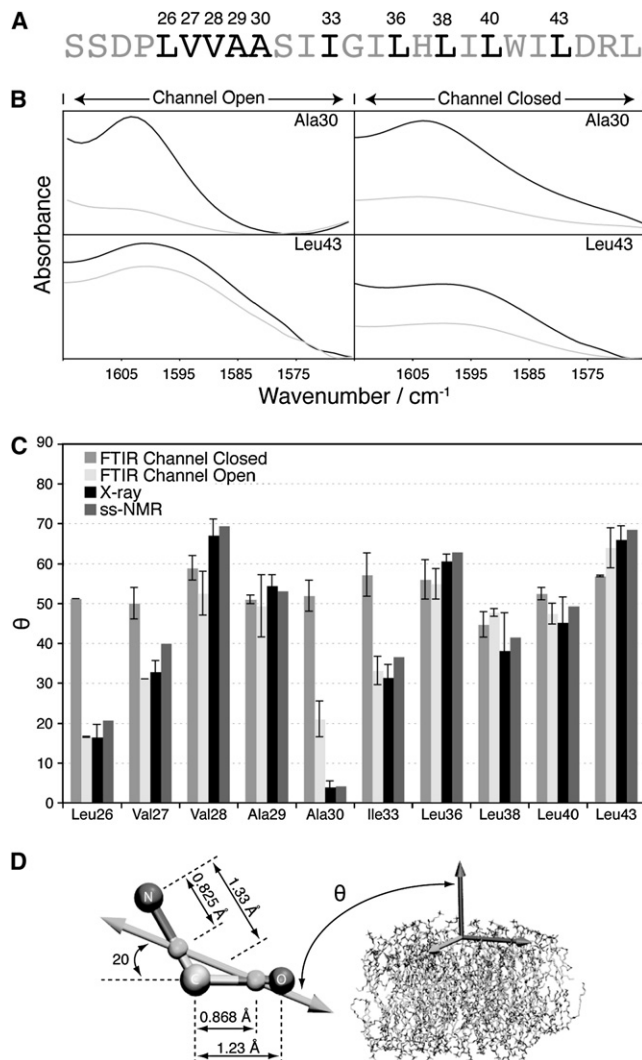 A
26 27 28 29 30 33 36 38 40 43
SSDPLVVAASIIGILHLILWILDRL
B
Channel Open
Channel Closed
Ala30
Ala30
Leu43
Leu43
Absorbance
1605 1595 1585 1575 1605 1595 1585 1575
Wavenumber / cm-1
C
90
80
70
60
50
40
30
20
10
0
θ
FTIR Channel Closed
FTIR Channel Open
X-ray
ss-NMR
Leu26 Val27 Val28 Ala29 Ala30 Ile33 Leu36 Leu38 Leu40 Leu43
D
N
C
O
0.825 Å
1.33 Å
20
0.868 Å
1.23 Å
θ